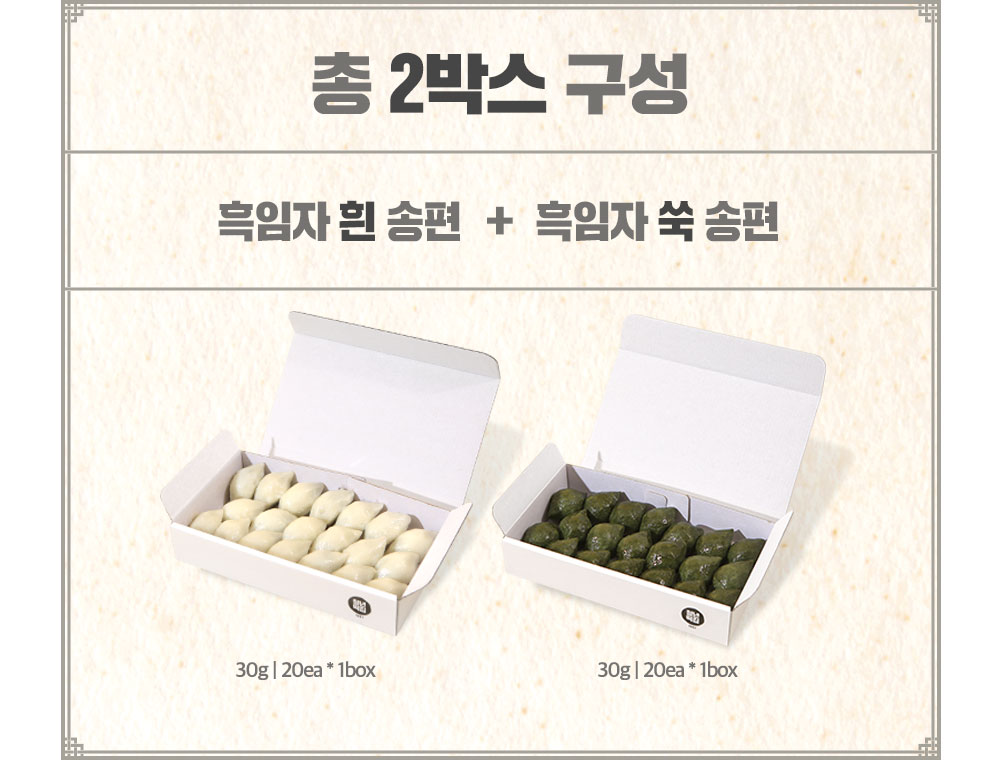 총 2박스 구성
흑임자 흰 송편 + 흑임자 쑥 송편
30g | 20ea * 1box
30g | 20ea * 1box